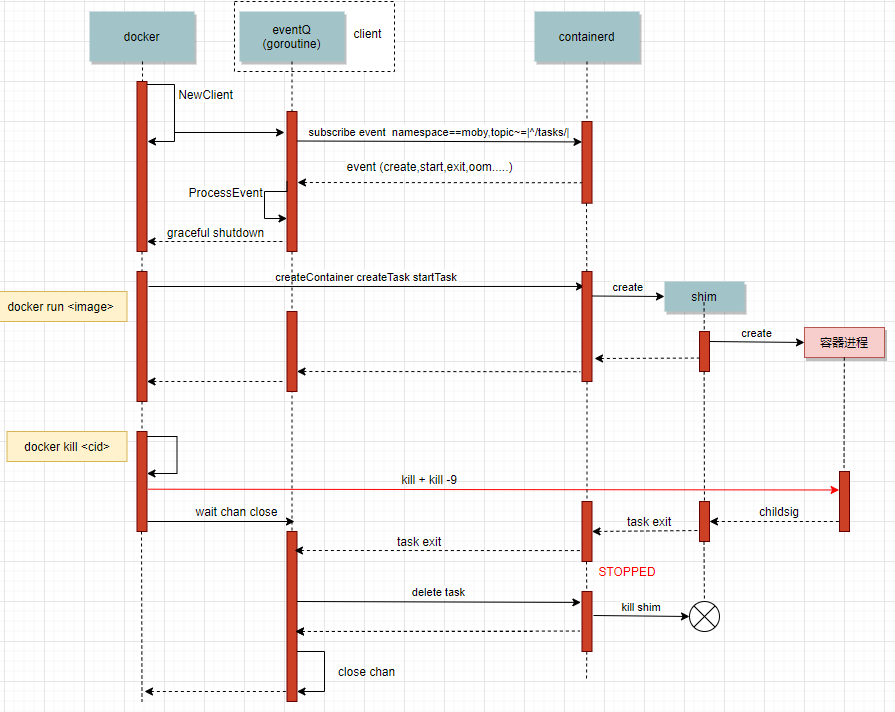 docker
eventQ
(goroutine)
client
containerd
NewClient
subscribe event namespace==moby,topic~=|^/tasks/|
event (create,start,exit,oom.....)
ProcessEvent
graceful shutdown
createContainer createTask startTask
docker run <image>
create
shim
create
容器进程
docker kill <cid>
kill + kill -9
wait chan close
childsig
task exit
task exit
STOPPED
delete task
kill shim
close chan